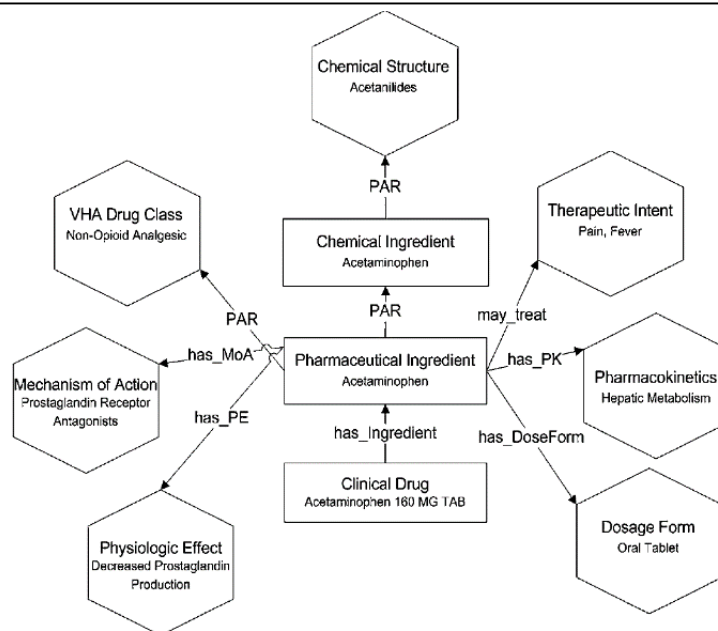 Chemical Structure
Acetanilides
PAR
VHA Drug Class
Non-Opioid Analgesic
Therapeutic Intent
Pain, Fever
Chemical Ingredient
Acetaminophen
PAR
PAR
may_treat
has_MoA
Pharmaceutical Ingredient
Acetaminophen
has_PK
Mechanism of Action
Prostaglandin Receptor
Antagonists
Pharmacokinetics
Hepatic Metabolism
has_PE
has_Ingredient
has_DoseForm
Clinical Drug
Acetaminophen 160 MG TAB
Physiologic Effect
Decreased Prostaglandin
Production
Dosage Form
Oral Tablet